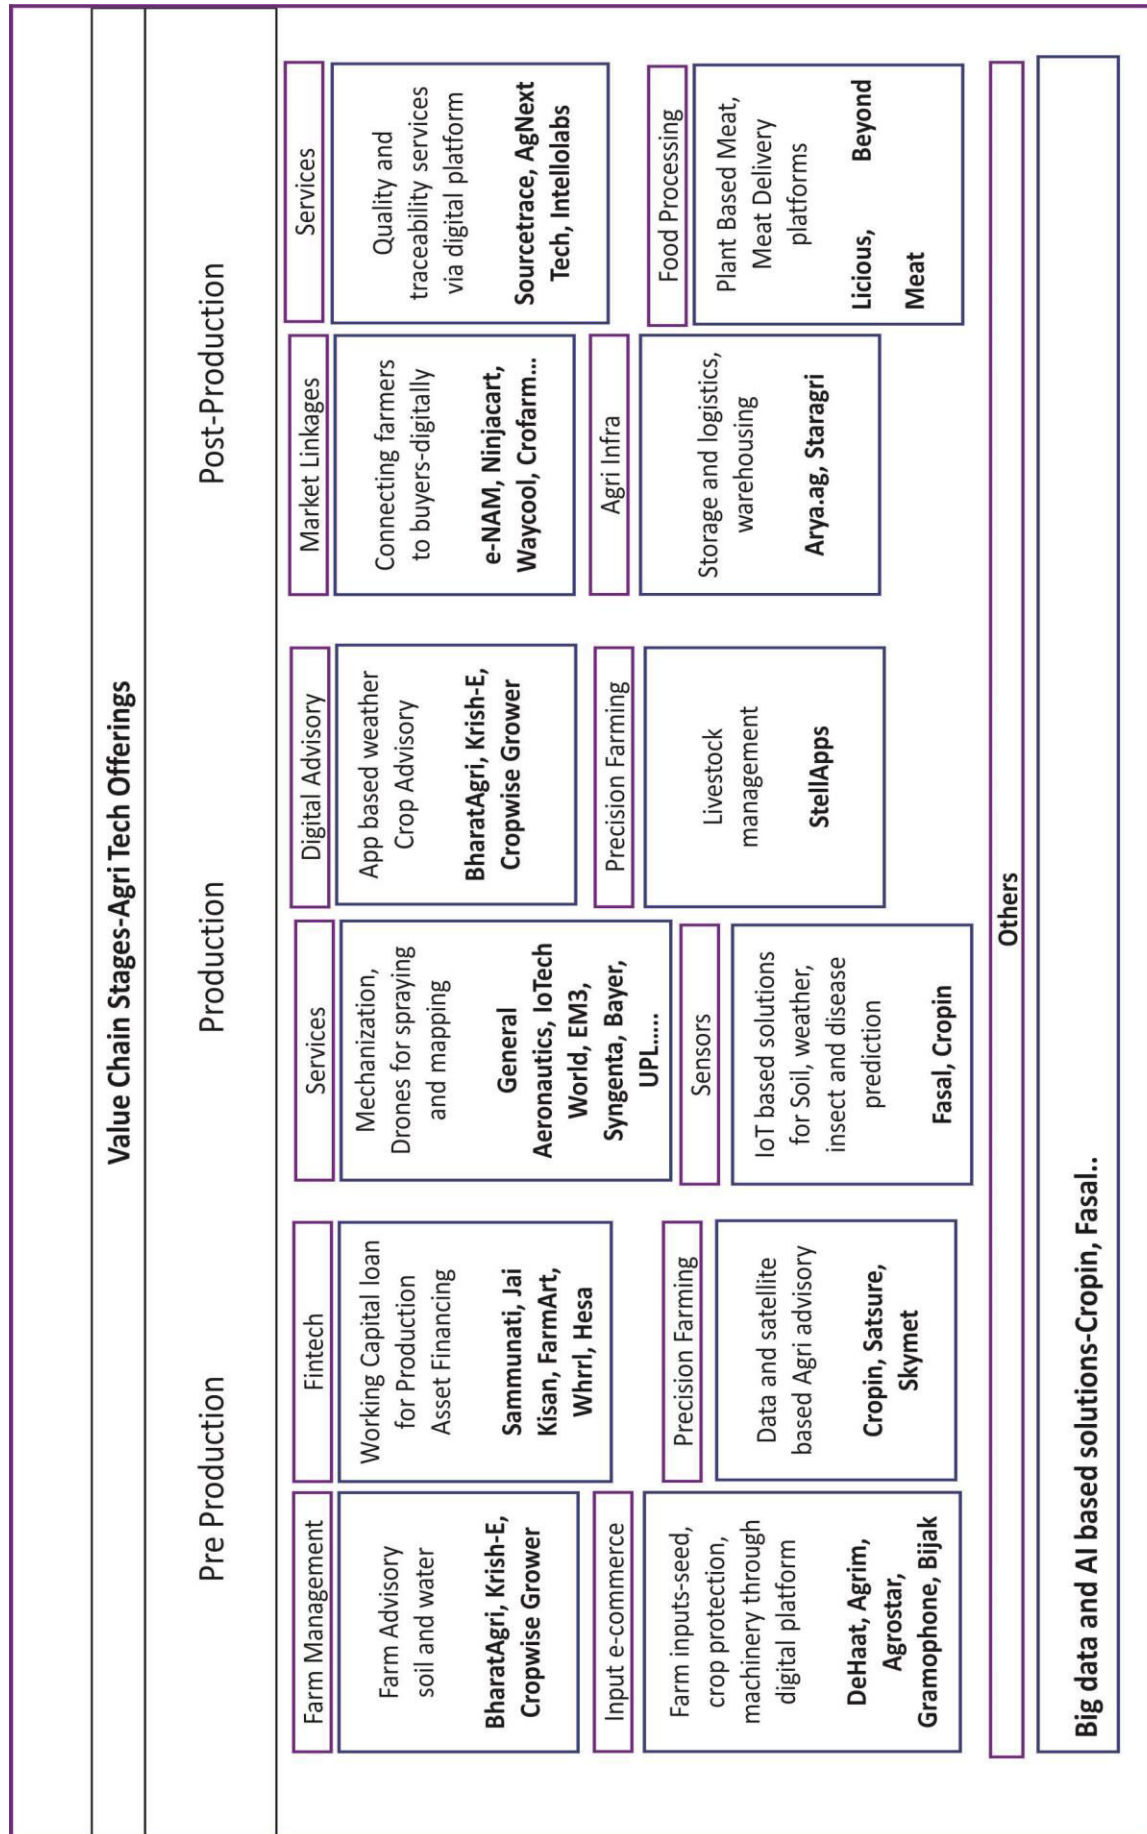 Value Chain Stages-Agri Tech Offerings
Pre Production
Production
Post-Production
Farm Management
Farm Advisory
soil and water
BharatAgri, Krish-E,
Cropwise Grower
Fintech
Working Capital loan
for Production
Asset Financing
Sammunati, Jai
Kisan, FarmArt,
Whrrl, Hesa
Services
Mechanization,
Drones for spraying
and mapping
General
Aeronautics, IoTech
World, EM3,
Syngenta, Bayer,
UPL.....
Digital Advisory
App based weather
Crop Advisory
BharatAgri, Krish-E,
Cropwise Grower
Market Linkages
Connecting farmers
to buyers-digitally
e-NAM, Ninjacart,
Waycool, Crofarm...
Services
Quality and
traceability services
via digital platform
Sourcetrace, AgNext
Tech, Intellolabs
Input e-commerce
Farm inputs-seed,
crop protection,
machinery through
digital platform
DeHaat, Agrim,
Agrostar,
Gramophone, Bijak
Precision Farming
Data and satellite
based Agri advisory
Cropin, Satsure,
Skymet
Sensors
IoT based solutions
for Soil, weather,
insect and disease
prediction
Fasal, Cropin
Precision Farming
Livestock
management
StellApps
Agri Infra
Storage and logistics,
warehousing
Arya.ag, Staragri
Food Processing
Plant Based Meat,
Meat Delivery
platforms
Licious, Beyond
Meat
Others
Big data and AI based solutions-Cropin, Fasal..